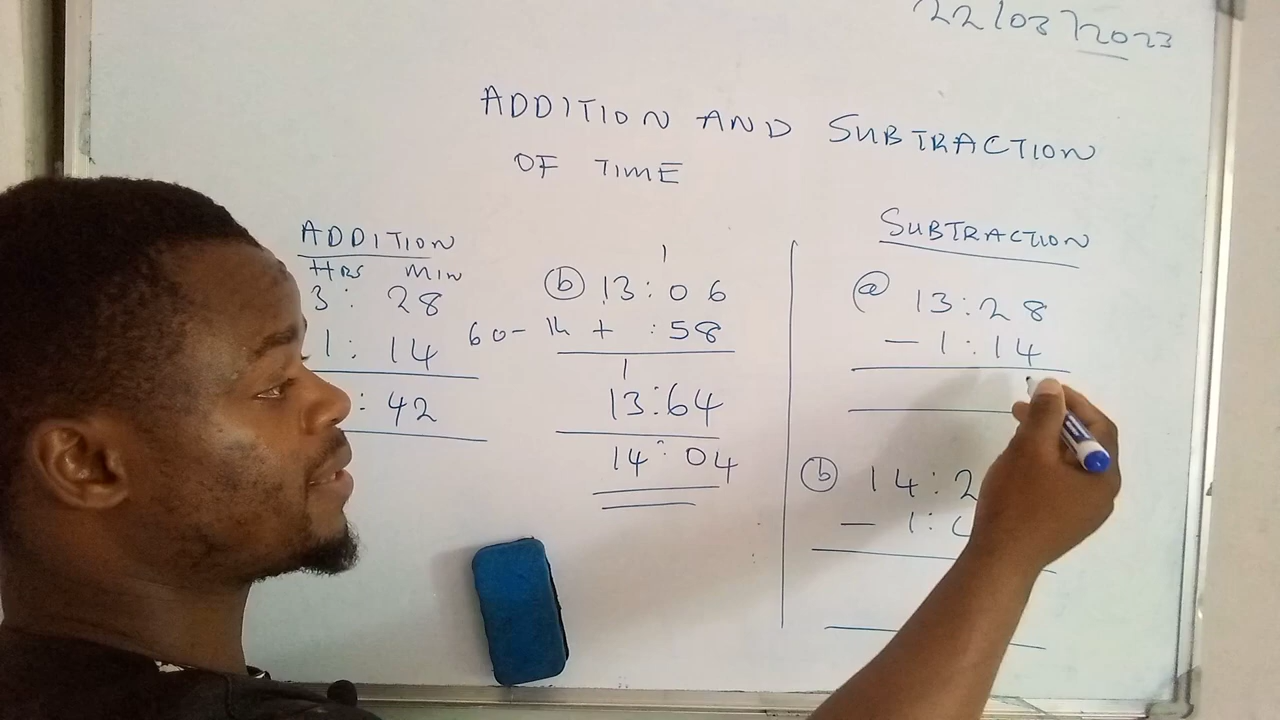 22/03/2023
ADDITION AND SUBTRACTION
OF TIME
ADDITION
HRS MIN
3: 28
1: 14
: 42
1
(b) 13:06
60- 1h + :58
1
13:64
14:04
SUBTRACTION
(a) 13:28
- 1:14
(b) 14:2
- 1: